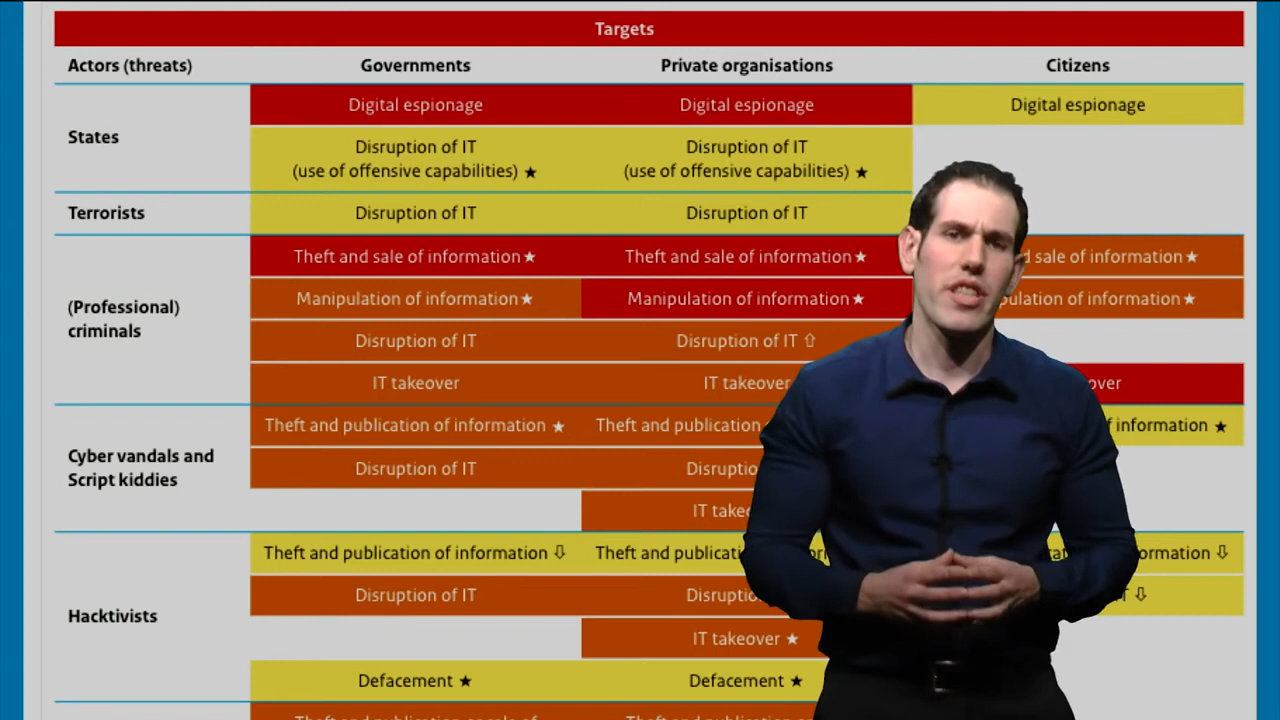 Targets
Actors (threats) Governments Private organisations Citizens
States
Digital espionage Digital espionage Digital espionage
Disruption of IT Disruption of IT
(use of offensive capabilities) ★ (use of offensive capabilities) ★
Terrorists Disruption of IT Disruption of IT
(Professional)
criminals
Theft and sale of information ★ Theft and sale of information ★ sale of information ★
Manipulation of information ★ Manipulation of information ★ of information ★
Disruption of IT Disruption of IT ⇧
IT takeover IT takeover
Cyber vandals and
Script kiddies
Theft and publication of information ★ Theft and publication information ★
Disruption of IT
IT
Hacktivists
Theft and publication of information ⇩ Theft and ⇩
Disruption of IT ⇩
IT takeover ★
Defacement ★ Defacement ★